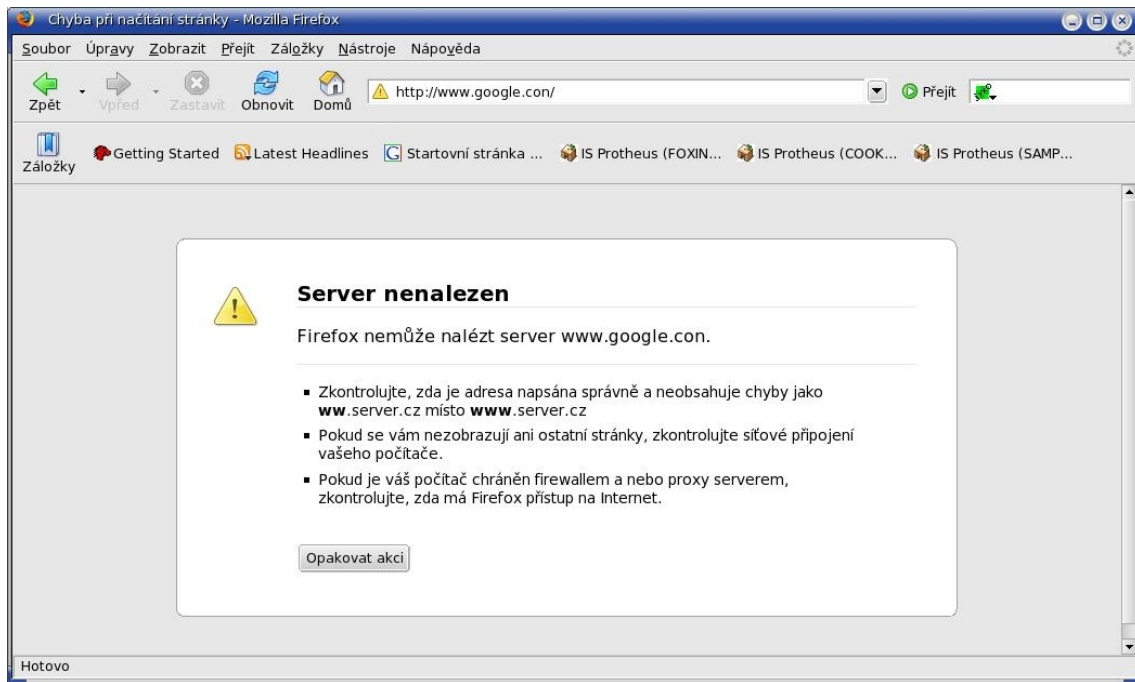 Chyba při načítání stránky - Mozilla Firefox
Soubor Úpravy Zobrazit Přejít Záložky Nástroje Nápověda
Zpět Vpřed Zastavit Obnovit Domů http://www.google.con/ Přejít
Záložky Getting Started Latest Headlines Startovní stránka ... IS Protheus (FOXIN... IS Protheus (COOK... IS Protheus (SAMP...
Server nenalezen
Firefox nemůže nalézt server www.google.con.
Zkontrolujte, zda je adresa napsána správně a neobsahuje chyby jako
ww.server.cz místo www.server.cz
Pokud se vám nezobrazují ani ostatní stránky, zkontrolujte síťové připojení
vašeho počítače.
Pokud je váš počítač chráněn firewallem a nebo proxy serverem,
zkontrolujte, zda má Firefox přístup na Internet.
Opakovat akci
Hotovo